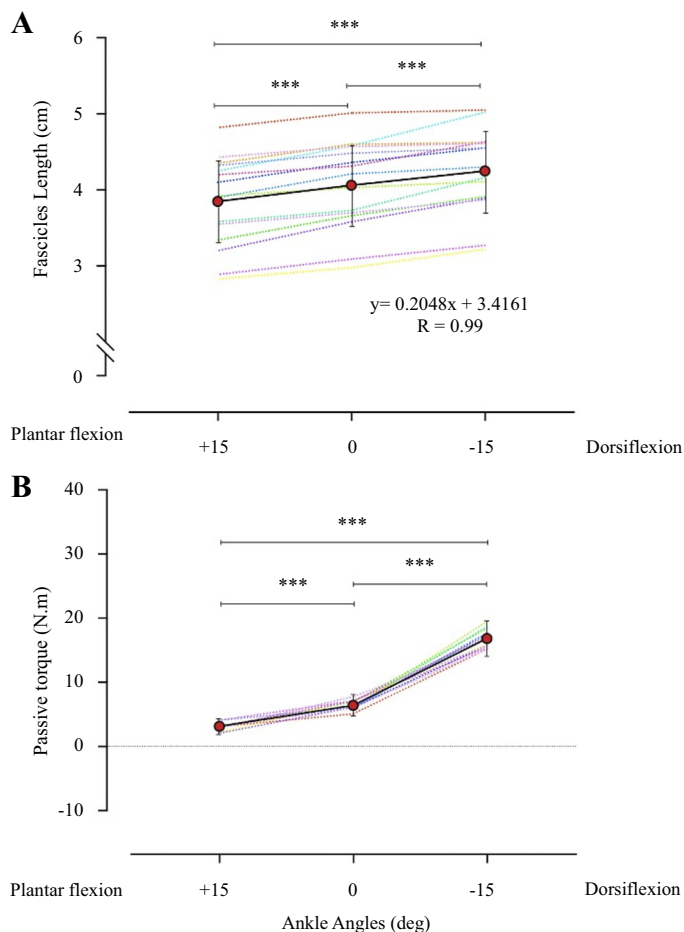 A
6
***
***
***
5
Fascicles Length (cm)
4
3
y= 0.2048x + 3.4161
R = 0.99
0
Plantar flexion
+15
0
-15
Dorsiflexion
B
40
***
30
***
***
20
Passive torque (N.m)
10
0
-10
Plantar flexion
+15
0
-15
Dorsiflexion
Ankle Angles (deg)